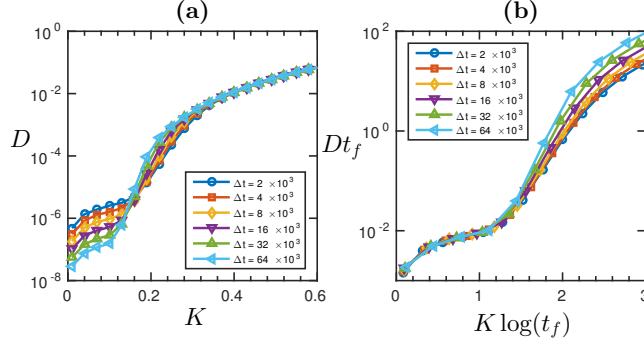 (a)
10^0
10^-2
10^-4
10^-6
10^-8
D
Δt = 2 ×10^3
Δt = 4 ×10^3
Δt = 8 ×10^3
Δt = 16 ×10^3
Δt = 32 ×10^3
Δt = 64 ×10^3
0
0.2
0.4
0.6
K
(b)
10^2
10^0
10^-2
Dt_f
Δt = 2 ×10^3
Δt = 4 ×10^3
Δt = 8 ×10^3
Δt = 16 ×10^3
Δt = 32 ×10^3
Δt = 64 ×10^3
0
1
2
3
K log(t_f)